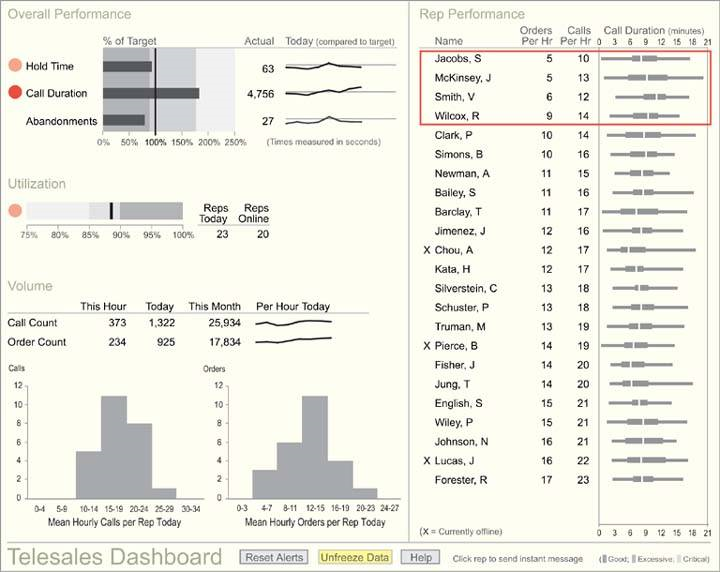 Overall Performance
% of Target
Actual
Today (compared to target)
Hold Time
63
Call Duration
4,756
Abandonments
27
0% 50% 100% 150% 200% 250%
(Times measured in seconds)
Utilization
75% 80% 85% 90% 95% 100%
Reps Today
Reps Online
23
20
Volume
This Hour Today This Month Per Hour Today
Call Count 373 1,322 25,934
Order Count 234 925 17,834
Calls
12
10
8
6
4
2
0
0-4 5-9 10-14 15-19 20-24 25-29 30-34
Mean Hourly Calls per Rep Today
Orders
12
10
8
6
4
2
0
0-3 4-7 8-11 12-15 16-19 20-23 24-27
Mean Hourly Orders per Rep Today
Rep Performance
Orders Calls Call Duration (minutes)
Name Per Hr Per Hr 0 3 6 9 12 15 18 21
Jacobs, S 5 10
McKinsey, J 5 13
Smith, V 6 12
Wilcox, R 9 14
Clark, P 10 14
Simons, B 10 16
Newman, A 11 15
Bailey, S 11 16
Barclay, T 11 17
Jimenez, J 12 16
X Chou, A 12 17
Kata, H 12 17
Silverstein, C 13 18
Schuster, P 13 18
Truman, M 13 19
X Pierce, B 14 19
Fisher, J 14 20
Jung, T 14 20
English, S 15 21
Wiley, P 15 21
Johnson, N 16 21
X Lucas, J 16 22
Forester, R 17 23
(X = Currently offline)
0 3 6 9 12 15 18 21
Telesales Dashboard
Reset Alerts
Unfreeze Data
Help
Click rep to send instant message
( Good; Excessive; Critical)